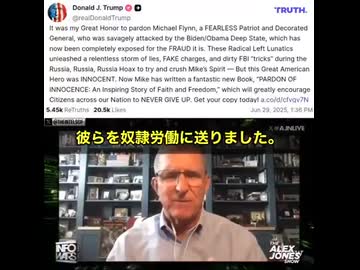 Donald J. Trump
@realDonaldTrump
TRUTH.
It was my Great Honor to pardon Michael Flynn, a FEARLESS Patriot and Decorated
General, who was savagely attacked by the Biden/Obama Deep State, which has
now been completely exposed for the FRAUD it is. These Radical Left Lunatics
unleashed a relentless storm of lies, FAKE charges, and dirty FBI “tricks” during the
Russia, Russia, Russia Hoax to try and crush Mike’s Spirit — But this Great American
Hero was INNOCENT. Now Mike has written a fantastic new Book, “PARDON OF
INNOCENCE: An Inspiring Story of Faith and Freedom,” which will greatly encourage
Citizens across our Nation to NEVER GIVE UP. Get your copy today! a.co/d/cfvqv7N
5.45k ReTruths 20.5k Likes
Jun 29, 2025, 1:36 PM
@AJNLIVE
彼らを奴隷労働に送りました。
INFO
WARS
THE
ALEX JONES
SHOW